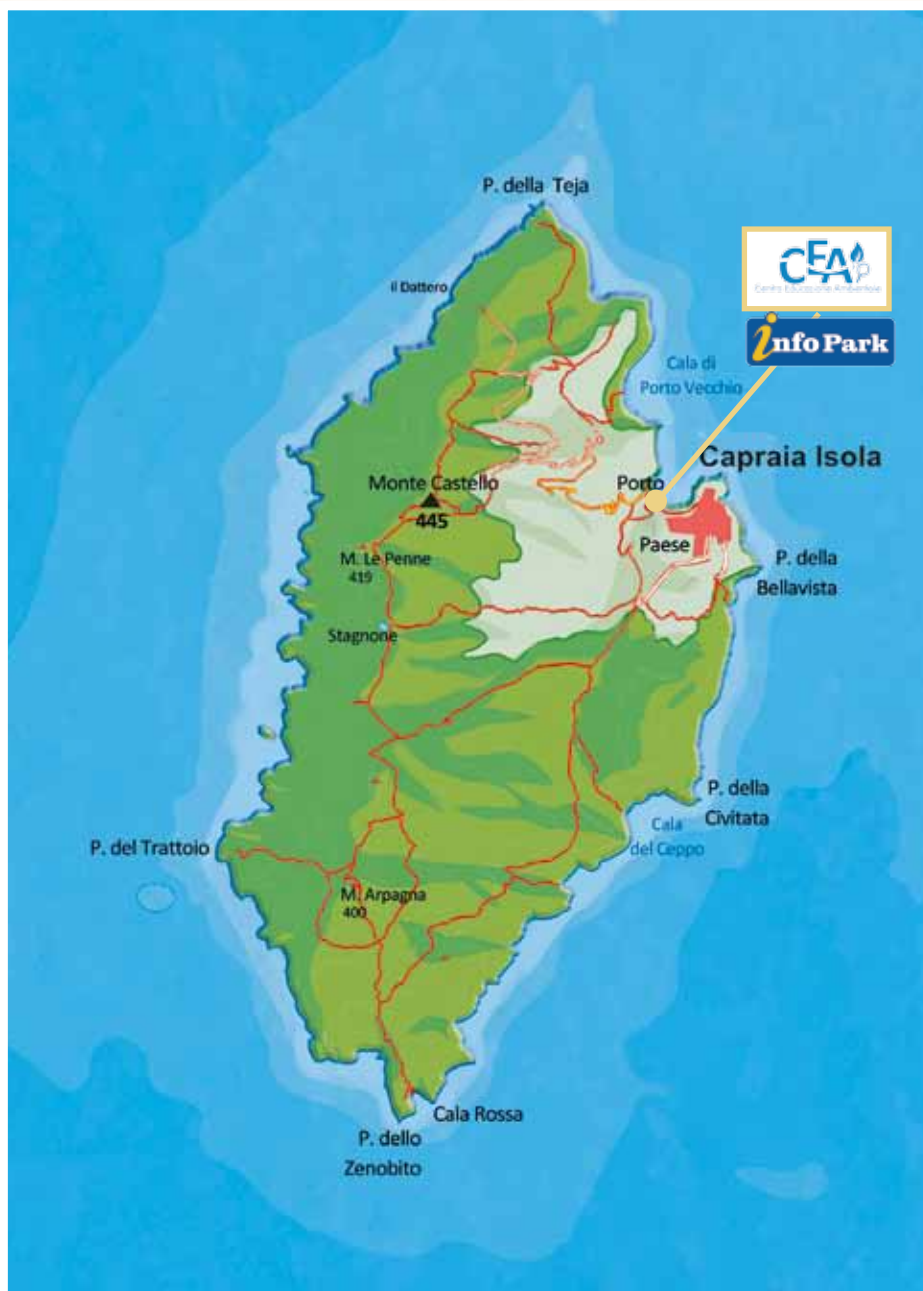 P. della Teja
CEA
Centro Educazione Ambientale
il Dattero
infoPark
Cala di
Porto Vecchio
Capraia Isola
Monte Castello
445
Porto
Paese
M. Le Penne
419
P. della
Bellavista
Stagnone
P. della
Civitata
Cala
del Ceppo
P. del Trattoio
M. Arpagna
400
Cala Rossa
P. dello
Zenobito